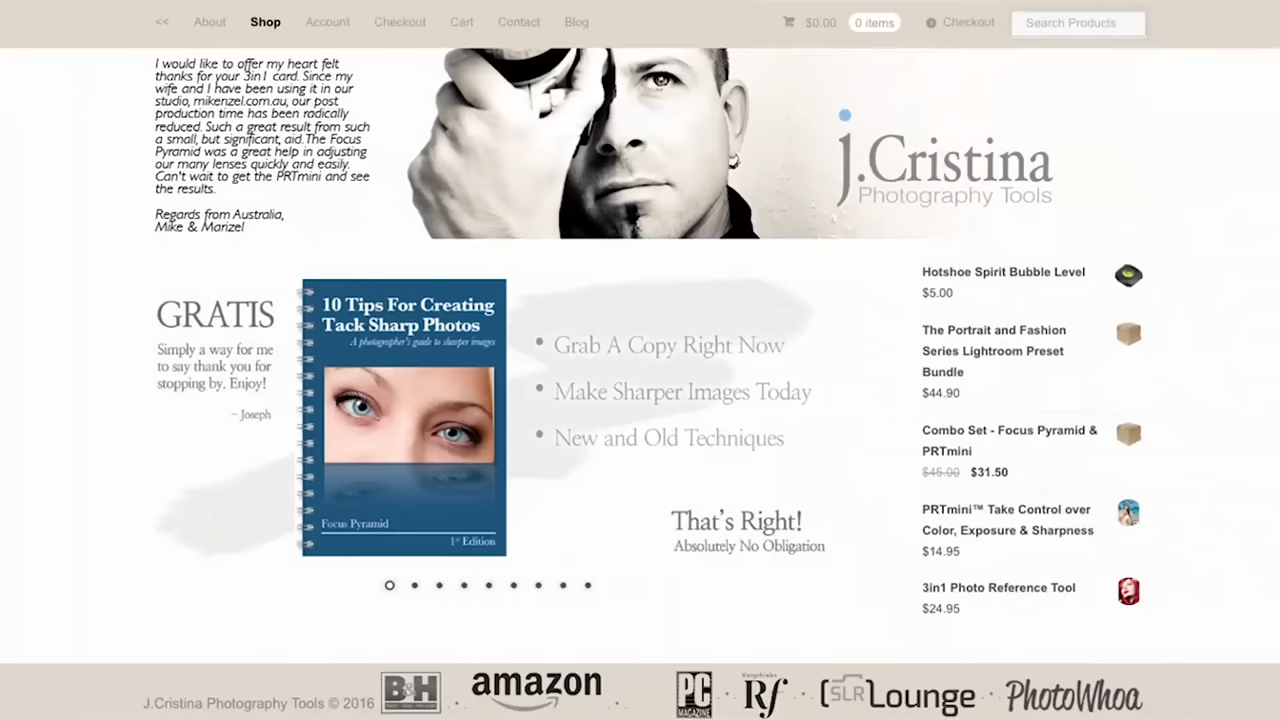 << About Shop Account Checkout Cart Contact Blog $0.00 0 items Checkout Search Products
I would like to offer my heart felt
thanks for your 3in1 card. Since my
wife and I have been using it in our
studio, mikenzel.com.au, our post
production time has been radically
reduced. Such a great result from such
a small, but significant, aid. The Focus
Pyramid was a great help in adjusting
our many lenses quickly and easily.
Can't wait to get the PRTmini and see
the results.
Regards from Australia,
Mike & Marizel
j.Cristina
Photography Tools
GRATIS
Simply a way for me
to say thank you for
stopping by. Enjoy!
– Joseph
10 Tips For Creating
Tack Sharp Photos
A photographer's guide to sharper images
Focus Pyramid
1st Edition
• Grab A Copy Right Now
• Make Sharper Images Today
• New and Old Techniques
That's Right!
Absolutely No Obligation
Hotshoe Spirit Bubble Level
$5.00
The Portrait and Fashion
Series Lightroom Preset
Bundle
$44.90
Combo Set - Focus Pyramid &
PRTmini
$45.00 $31.50
PRTmini™ Take Control over
Color, Exposure & Sharpness
$14.95
3in1 Photo Reference Tool
$24.95
J.Cristina Photography Tools © 2016
B&H
amazon
PC
MAGAZINE
Rf
SLR Lounge
PhotoWhoa